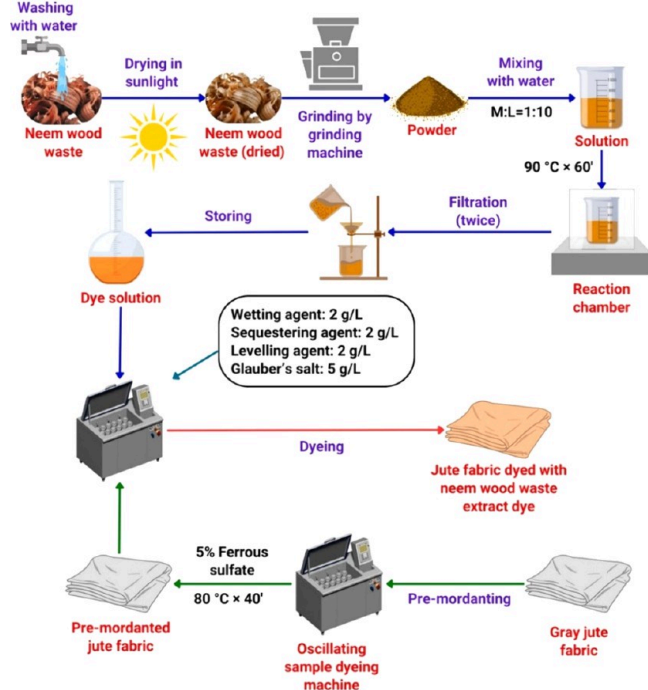 Washing
with water
Drying in
sunlight
Mixing
with water
Neem wood
waste
Neem wood
waste (dried)
Grinding by
grinding
machine
Powder
M:L=1:10
Solution
90 °C × 60'
Storing
Filtration
(twice)
Dye solution
Reaction
chamber
Wetting agent: 2 g/L
Sequestering agent: 2 g/L
Levelling agent: 2 g/L
Glauber's salt: 5 g/L
Dyeing
Jute fabric dyed with
neem wood waste
extract dye
5% Ferrous
sulfate
80 °C × 40'
Pre-mordanting
Pre-mordanted
jute fabric
Oscillating
sample dyeing
machine
Gray jute
fabric